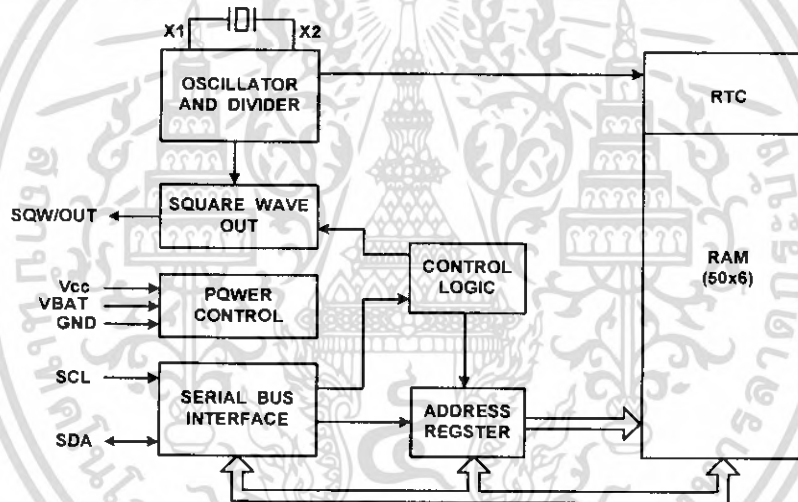 X1
X2
OSCILLATOR
AND DIVIDER
RTC
SQW/OUT
SQUARE WAVE
OUT
CONTROL
LOGIC
RAM
(50x6)
Vcc
VBAT
GND
POWER
CONTROL
SCL
SDA
SERIAL BUS
INTERFACE
ADDRESS
REGSTER